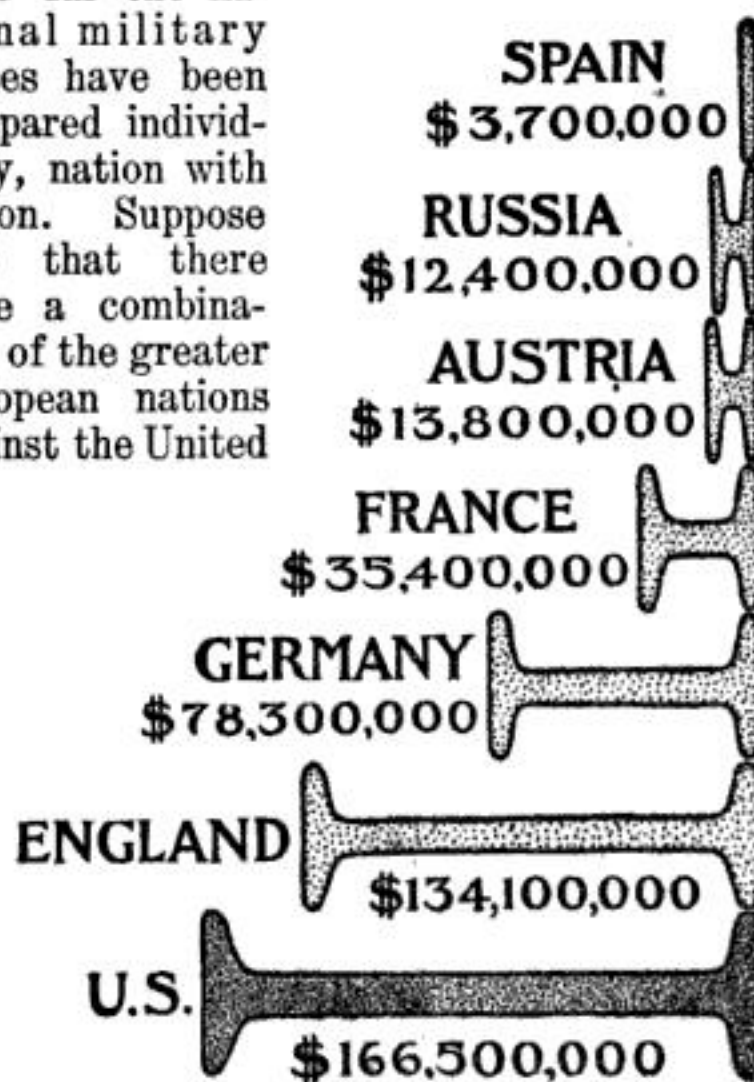 nal military
es have been
pared individ-
y, nation with
on. Suppose
that there
e a combina-
of the greater
opean nations
inst the United
SPAIN
$3,700,000
RUSSIA
$12,400,000
AUSTRIA
$13,800,000
FRANCE
$35,400,000
GERMANY
$78,300,000
ENGLAND
$134,100,000
U.S.
$166,500,000